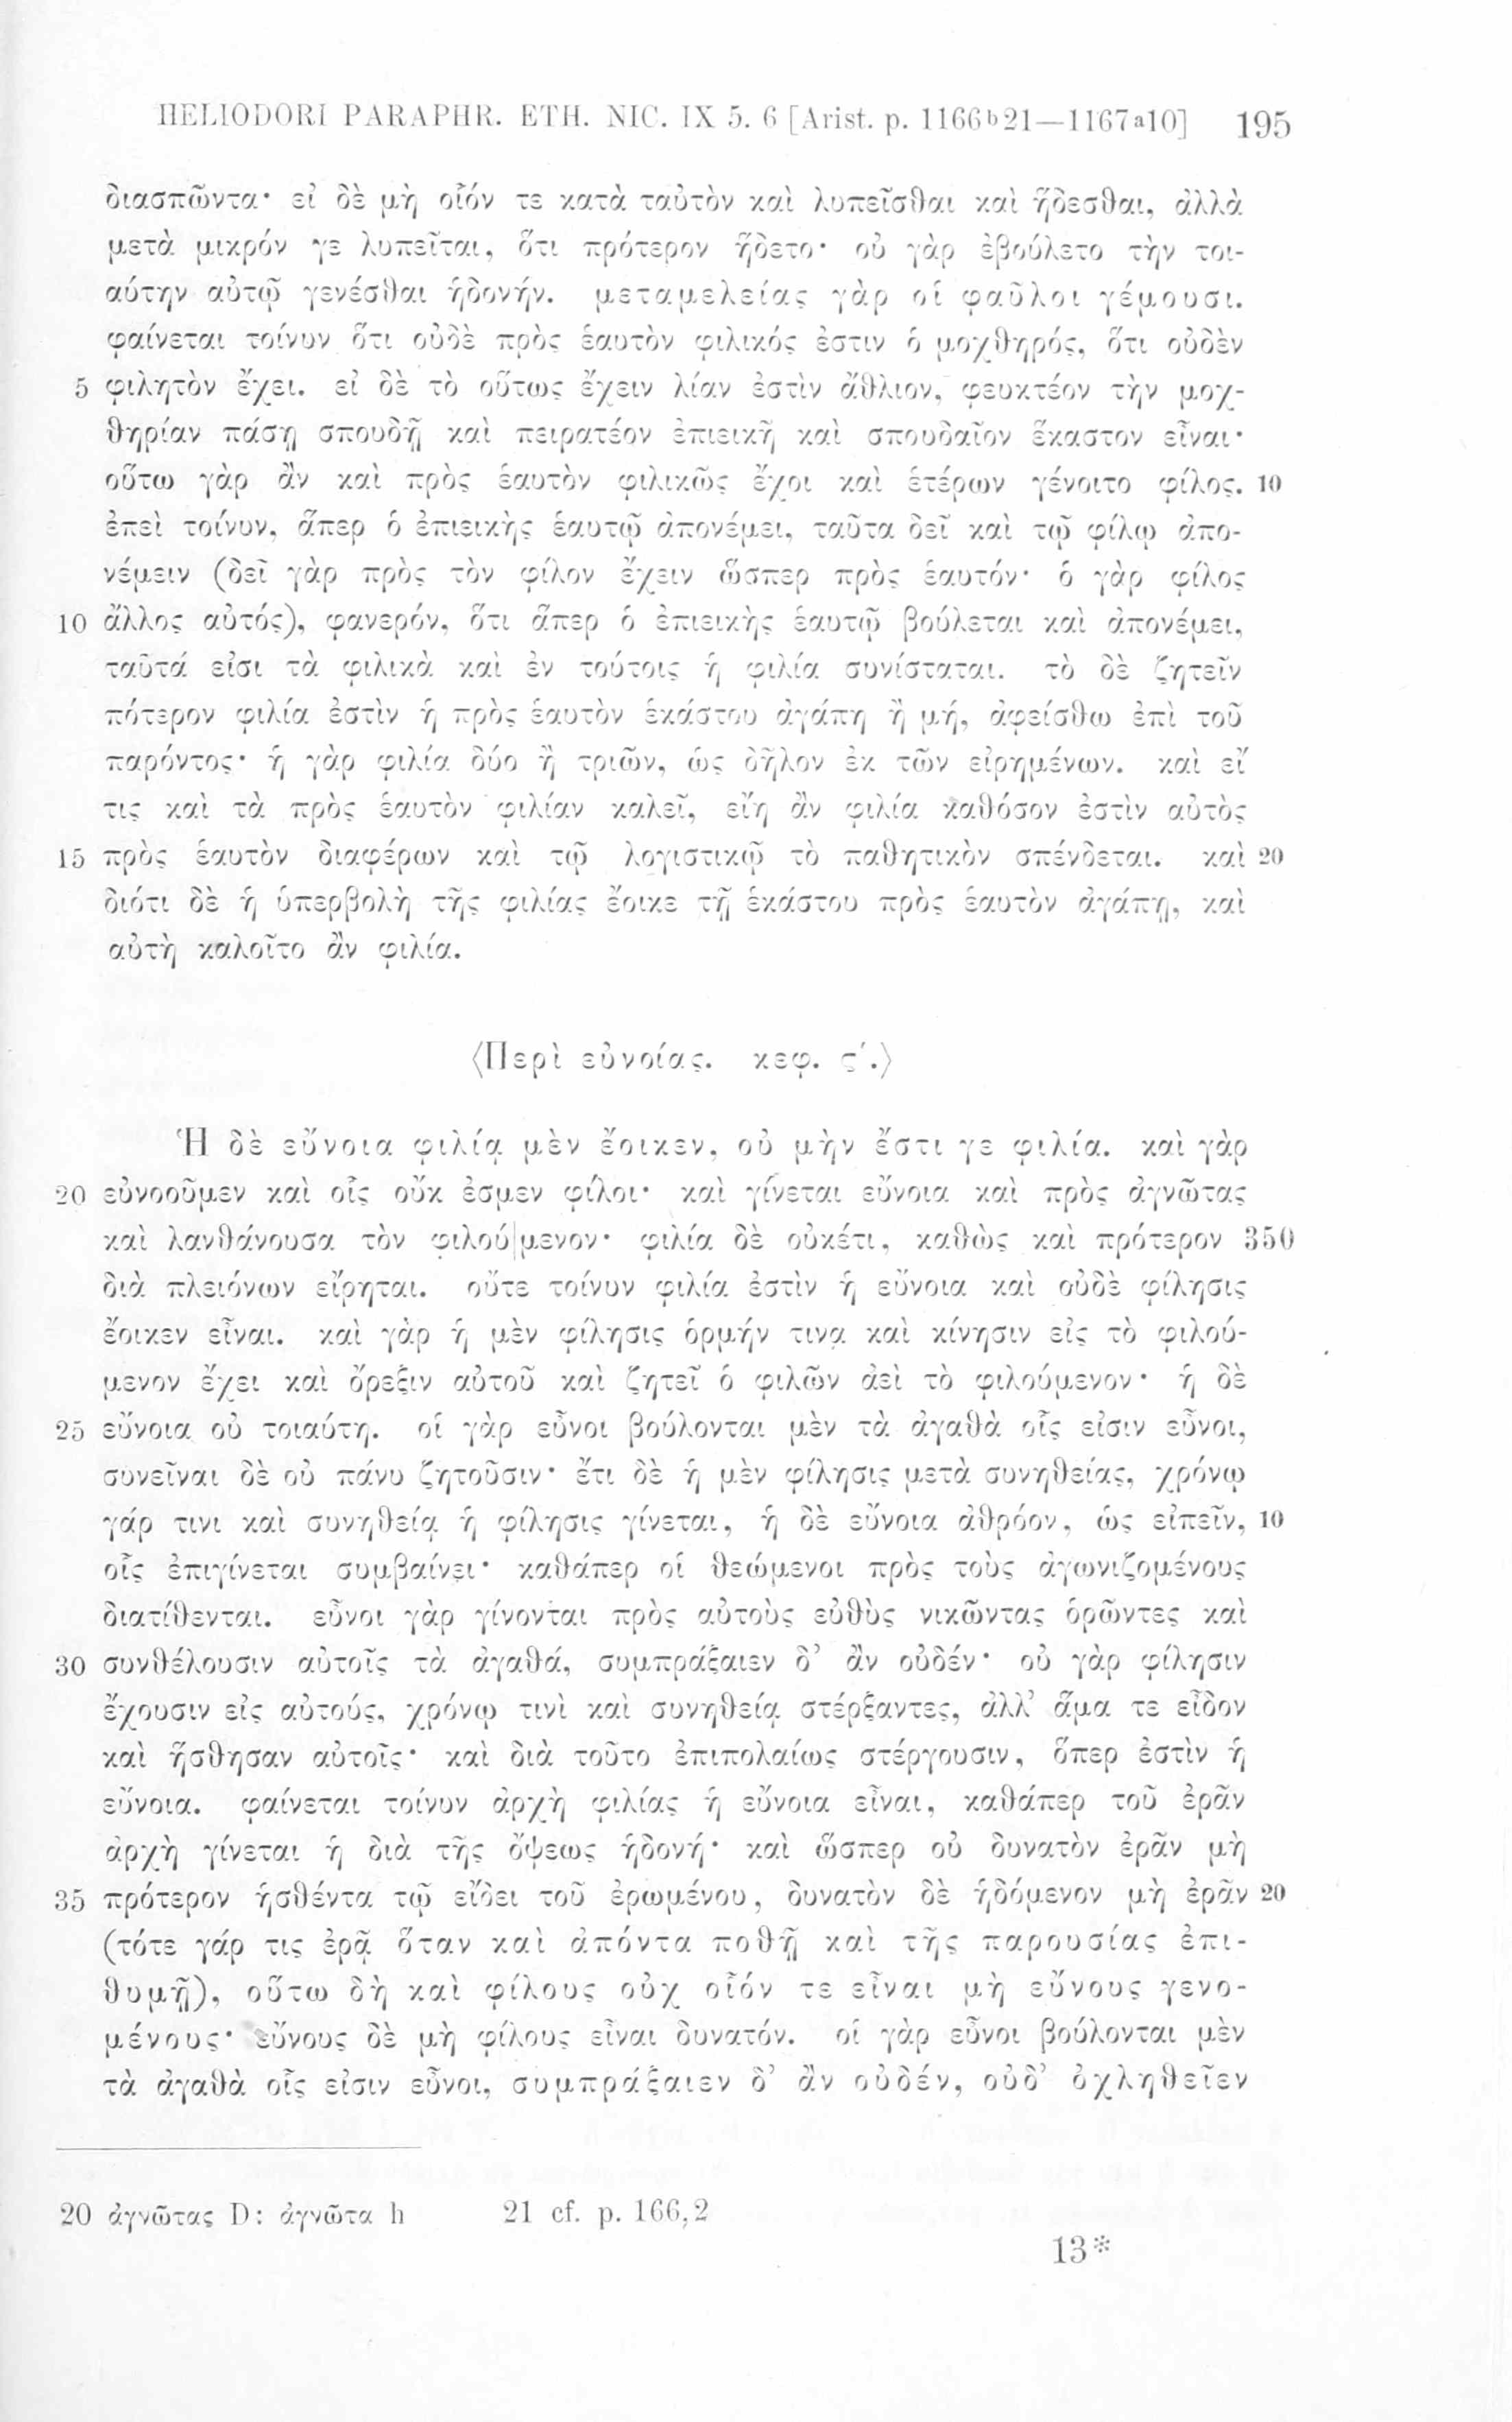 HELIODORI PARAPHR. ETH. NIC. IX 5. 6 [Arist. p. 1166ᵇ21—1167ᵃ10] 195
διασπῶντα· εἰ δὲ μὴ οἷόν τε κατὰ ταὐτὸν καὶ λυπεῖσθαι καὶ ἥδεσθαι, ἀλλὰ
μετὰ μικρόν γε λυπεῖται, ὅτι πρότερον ἥδετο· οὐ γὰρ ἐβούλετο τὴν τοι-
αύτην αὐτῷ γενέσθαι ἡδονήν. μεταμελείας γὰρ οἱ φαῦλοι γέμουσι.
φαίνεται τοίνυν ὅτι οὐδὲ πρὸς ἑαυτὸν φιλικός ἐστιν ὁ μοχθηρός, ὅτι οὐδὲν
5 φιλητὸν ἔχει. εἰ δὲ τὸ οὕτως ἔχειν λίαν ἐστὶν ἄθλιον, φευκτέον τὴν μοχ-
θηρίαν πάσῃ σπουδῇ καὶ πειρατέον ἐπιεικῆ καὶ σπουδαῖον ἕκαστον εἶναι·
οὕτω γὰρ ἂν καὶ πρὸς ἑαυτὸν φιλικῶς ἔχοι καὶ ἑτέρων γένοιτο φίλος. 10
ἐπεὶ τοίνυν, ἅπερ ὁ ἐπιεικὴς ἑαυτῷ ἀπονέμει, ταῦτα δεῖ καὶ τῷ φίλῳ ἀπο-
νέμειν (δεῖ γὰρ πρὸς τὸν φίλον ἔχειν ὥσπερ πρὸς ἑαυτόν· ὁ γὰρ φίλος
10 ἄλλος αὐτός), φανερόν, ὅτι ἅπερ ὁ ἐπιεικὴς ἑαυτῷ βούλεται καὶ ἀπονέμει,
ταῦτά εἰσι τὰ φιλικὰ καὶ ἐν τούτοις ἡ φιλία συνίσταται. τὸ δὲ ζητεῖν
πότερον φιλία ἐστὶν ἡ πρὸς ἑαυτὸν ἑκάστου ἀγάπη ἢ μή, ἀφείσθω ἐπὶ τοῦ
παρόντος· ἡ γὰρ φιλία δύο ἢ τριῶν, ὡς δῆλον ἐκ τῶν εἰρημένων. καὶ εἴ
τις καὶ τὰ πρὸς ἑαυτὸν φιλίαν καλεῖ, εἴη ἂν φιλία καθόσον ἐστὶν αὐτὸς
15 πρὸς ἑαυτὸν διαφέρων καὶ τῷ λογιστικῷ τὸ παθητικὸν σπένδεται. καὶ 20
διότι δὲ ἡ ὑπερβολὴ τῆς φιλίας ἔοικε τῇ ἑκάστου πρὸς ἑαυτὸν ἀγάπῃ, καὶ
αὐτὴ καλοῖτο ἂν φιλία.
⟨Περὶ εὐνοίας. κεφ. ϛʹ.⟩
Ἡ δὲ εὔνοια φιλίᾳ μὲν ἔοικεν, οὐ μὴν ἔστι γε φιλία. καὶ γὰρ
20 εὐνοοῦμεν καὶ οἷς οὔκ ἐσμεν φίλοι· καὶ γίνεται εὔνοια καὶ πρὸς ἀγνῶτας
καὶ λανθάνουσα τὸν φιλού|μενον· φιλία δὲ οὐκέτι, καθὼς καὶ πρότερον 350
διὰ πλειόνων εἴρηται. οὔτε τοίνυν φιλία ἐστὶν ἡ εὔνοια καὶ οὐδὲ φίλησις
ἔοικεν εἶναι. καὶ γὰρ ἡ μὲν φίλησις ὁρμήν τινα καὶ κίνησιν εἰς τὸ φιλού-
μενον ἔχει καὶ ὄρεξιν αὐτοῦ καὶ ζητεῖ ὁ φιλῶν ἀεὶ τὸ φιλούμενον· ἡ δὲ
25 εὔνοια οὐ τοιαύτη. οἱ γὰρ εὖνοι βούλονται μὲν τὰ ἀγαθὰ οἷς εἰσιν εὖνοι,
συνεῖναι δὲ οὐ πάνυ ζητοῦσιν· ἔτι δὲ ἡ μὲν φίλησις μετὰ συνηθείας, χρόνῳ
γάρ τινι καὶ συνηθείᾳ ἡ φίλησις γίνεται, ἡ δὲ εὔνοια ἀθρόον, ὡς εἰπεῖν, 10
οἷς ἐπιγίνεται συμβαίνει· καθάπερ οἱ θεώμενοι πρὸς τοὺς ἀγωνιζομένους
διατίθενται. εὖνοι γὰρ γίνονται πρὸς αὐτοὺς εὐθὺς νικῶντας ὁρῶντες καὶ
30 συνθέλουσιν αὐτοῖς τὰ ἀγαθά, συμπράξαιεν δ’ ἂν οὐδέν· οὐ γὰρ φίλησιν
ἔχουσιν εἰς αὐτούς, χρόνῳ τινὶ καὶ συνηθείᾳ στέρξαντες, ἀλλ’ ἅμα τε εἶδον
καὶ ἥσθησαν αὐτοῖς· καὶ διὰ τοῦτο ἐπιπολαίως στέργουσιν, ὅπερ ἐστὶν ἡ
εὔνοια. φαίνεται τοίνυν ἀρχὴ φιλίας ἡ εὔνοια εἶναι, καθάπερ τοῦ ἐρᾶν
ἀρχὴ γίνεται ἡ διὰ τῆς ὄψεως ἡδονή· καὶ ὥσπερ οὐ δυνατὸν ἐρᾶν μὴ
35 πρότερον ἡσθέντα τῷ εἴδει τοῦ ἐρωμένου, δυνατὸν δὲ ἡδόμενον μὴ ἐρᾶν 20
(τότε γάρ τις ἐρᾷ ὅταν καὶ ἀπόντα ποθῇ καὶ τῆς παρουσίας ἐπι-
θυμῇ), οὕτω δὴ καὶ φίλους οὐχ οἷόν τε εἶναι μὴ εὔνους γενο-
μένους· εὔνους δὲ μὴ φίλους εἶναι δυνατόν. οἱ γὰρ εὖνοι βούλονται μὲν
τὰ ἀγαθὰ οἷς εἰσιν εὖνοι, συμπράξαιεν δ’ ἂν οὐδέν, οὐδ’ ὀχληθεῖεν
20 ἀγνῶτας D: ἀγνῶτα h 21 cf. p. 166,2
13*